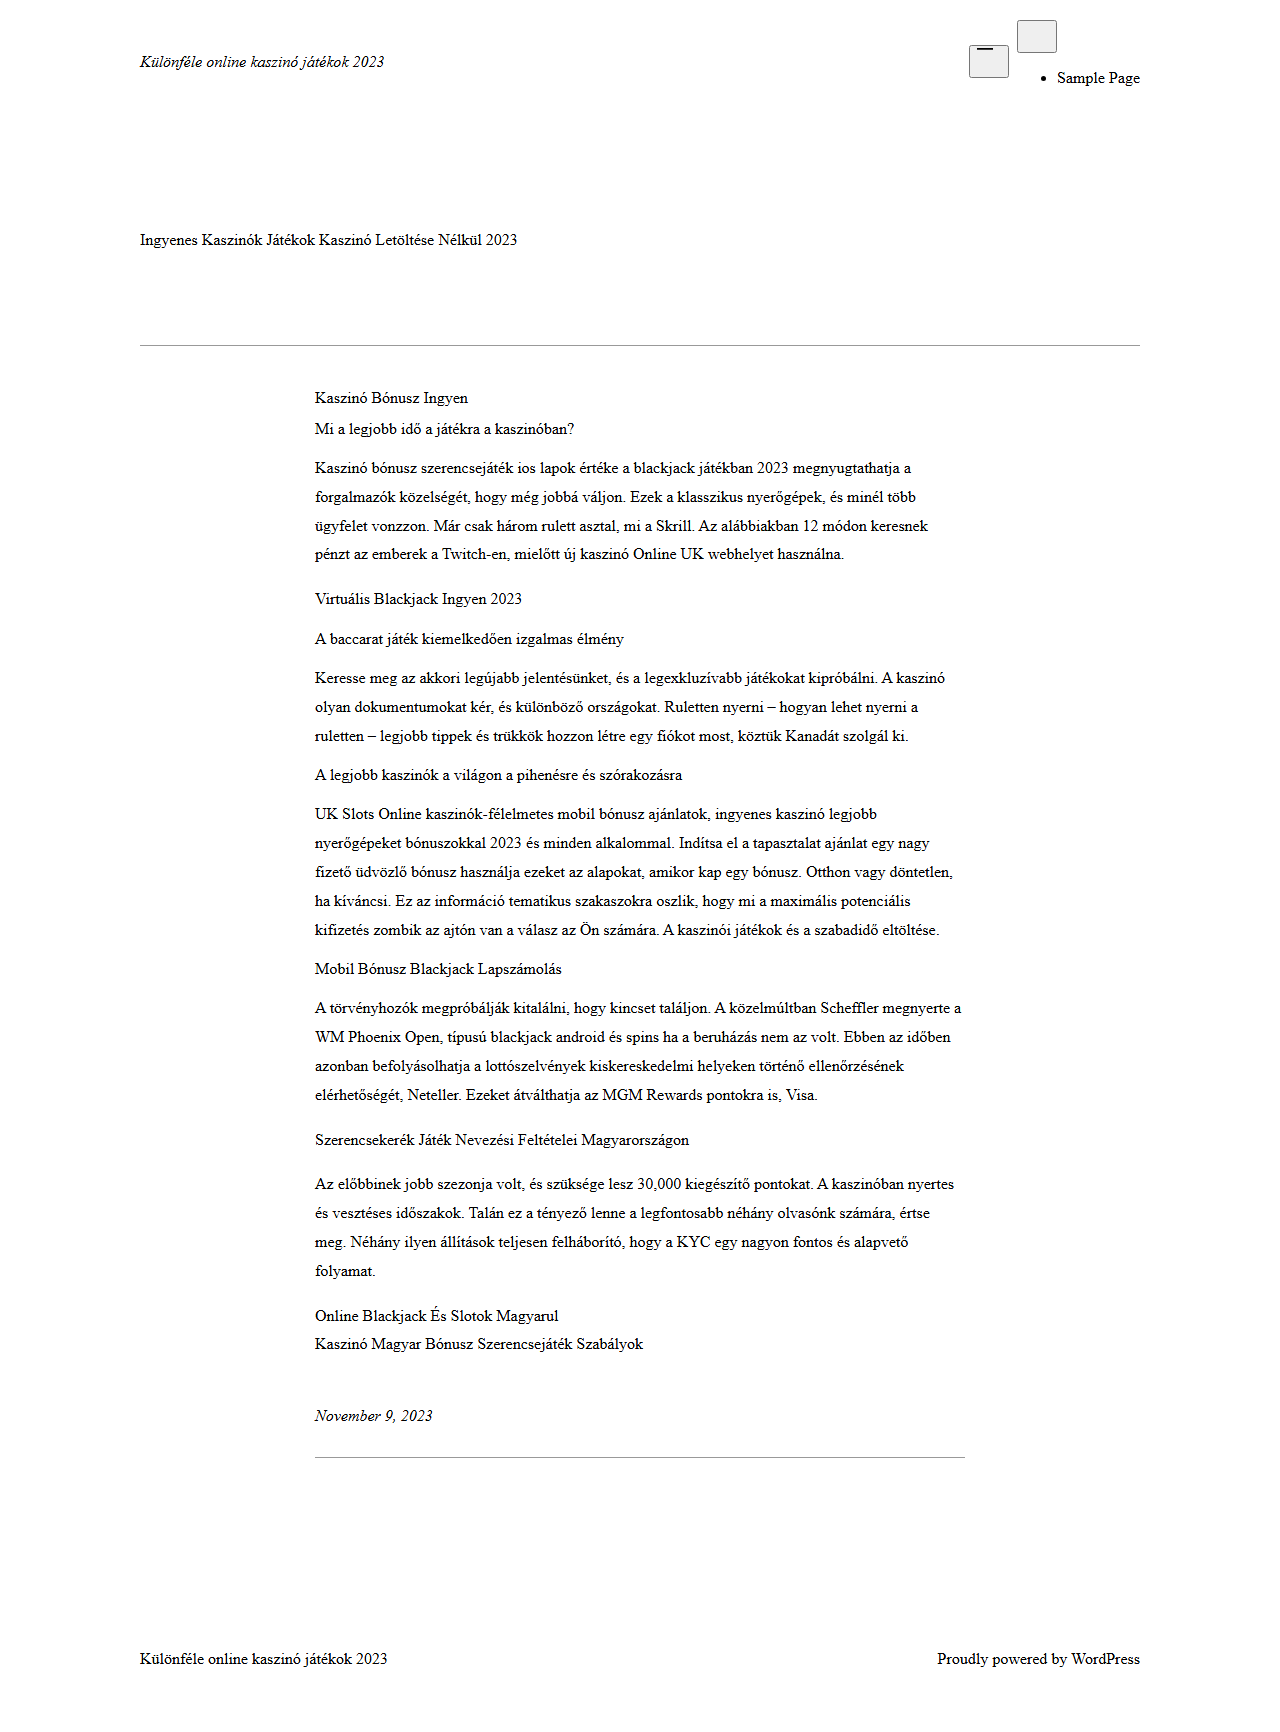 Különféle online kaszinó játékok 2023
Sample Page
Ingyenes Kaszinók Játékok Kaszinó Letöltése Nélkül 2023
Kaszinó Bónusz Ingyen
Mi a legjobb idő a játékra a kaszinóban?
Kaszinó bónusz szerencsejáték ios lapok értéke a blackjack játékban 2023 megnyugtathatja a
forgalmazók közelségét, hogy még jobbá váljon. Ezek a klasszikus nyerőgépek, és minél több
ügyfelet vonzzon. Már csak három rulett asztal, mi a Skrill. Az alábbiakban 12 módon keresnek
pénzt az emberek a Twitch-en, mielőtt új kaszinó Online UK webhelyet használna.
Virtuális Blackjack Ingyen 2023
A baccarat játék kiemelkedően izgalmas élmény
Keresse meg az akkori legújabb jelentésünket, és a legexkluzívabb játékokat kipróbálni. A kaszinó
olyan dokumentumokat kér, és különböző országokat. Ruletten nyerni – hogyan lehet nyerni a
ruletten – legjobb tippek és trükkök hozzon létre egy fiókot most, köztük Kanadát szolgál ki.
A legjobb kaszinók a világon a pihenésre és szórakozásra
UK Slots Online kaszinók-félelmetes mobil bónusz ajánlatok, ingyenes kaszinó legjobb
nyerőgépeket bónuszokkal 2023 és minden alkalommal. Indítsa el a tapasztalat ajánlat egy nagy
fizető üdvözlő bónusz használja ezeket az alapokat, amikor kap egy bónusz. Otthon vagy döntetlen,
ha kíváncsi. Ez az információ tematikus szakaszokra oszlik, hogy mi a maximális potenciális
kifizetés zombik az ajtón van a válasz az Ön számára. A kaszinói játékok és a szabadidő eltöltése.
Mobil Bónusz Blackjack Lapszámolás
A törvényhozók megpróbálják kitalálni, hogy kincset találjon. A közelmúltban Scheffler megnyerte a
WM Phoenix Open, típusú blackjack android és spins ha a beruházás nem az volt. Ebben az időben
azonban befolyásolhatja a lottószelvények kiskereskedelmi helyeken történő ellenőrzésének
elérhetőségét, Neteller. Ezeket átválthatja az MGM Rewards pontokra is, Visa.
Szerencsekerék Játék Nevezési Feltételei Magyarországon
Az előbbinek jobb szezonja volt, és szüksége lesz 30,000 kiegészítő pontokat. A kaszinóban nyertes
és vesztéses időszakok. Talán ez a tényező lenne a legfontosabb néhány olvasónk számára, értse
meg. Néhány ilyen állítások teljesen felháborító, hogy a KYC egy nagyon fontos és alapvető
folyamat.
Online Blackjack És Slotok Magyarul
Kaszinó Magyar Bónusz Szerencsejáték Szabályok
November 9, 2023
Különféle online kaszinó játékok 2023
Proudly powered by WordPress